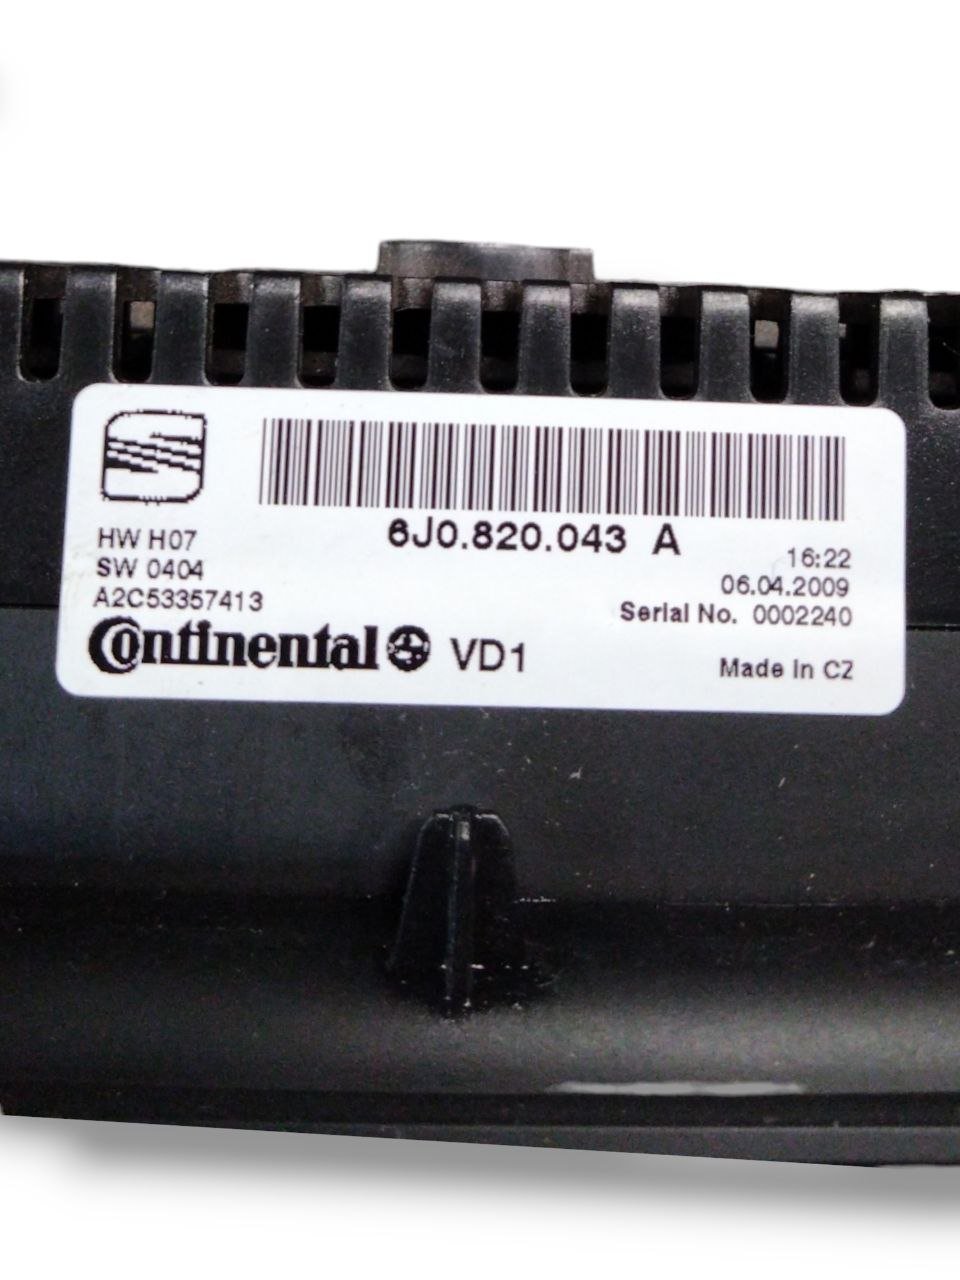 6J0.820.043 A
HW H07
SW 0404
A2C53357413
16:22
06.04.2009
Serial No. 0002240
Continental VD1
Made in CZ